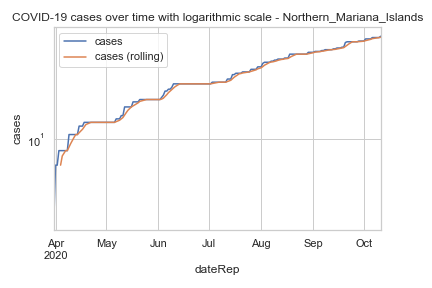 COVID-19 cases over time with logarithmic scale - Northern_Mariana_Islands
cases
cases (rolling)
cases
10¹
Apr May Jun Jul Aug Sep Oct
2020
dateRep